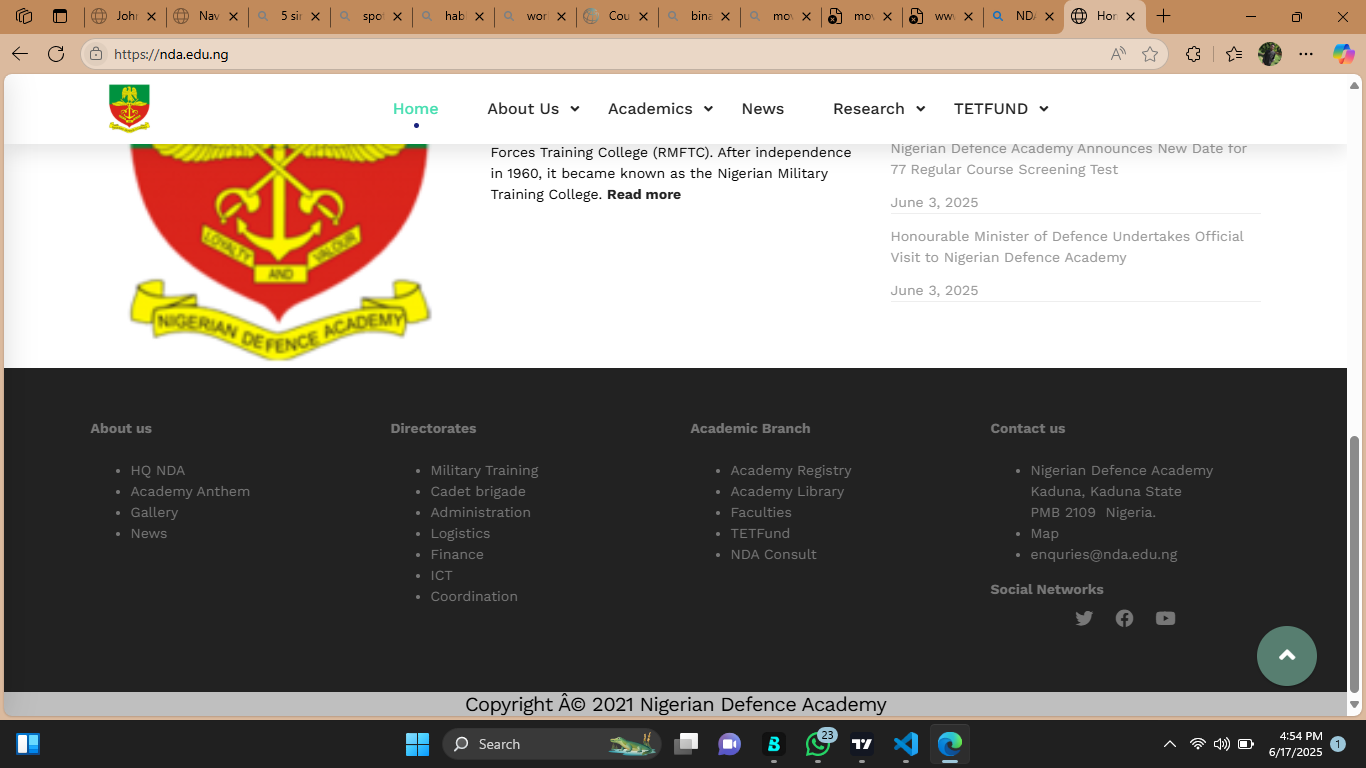 Johr
Nav
5 sir
spo
hab
wor
Cou
bina
mov
mov
www
ND
Hor
https://nda.edu.ng
Home
About Us
Academics
News
Research
TETFUND
Forces Training College (RMFTC). After independence
in 1960, it became known as the Nigerian Military
Training College. Read more
Nigerian Defence Academy Announces New Date for
77 Regular Course Screening Test
June 3, 2025
Honourable Minister of Defence Undertakes Official
Visit to Nigerian Defence Academy
June 3, 2025
LOYALTY AND VALOUR
NIGERIAN DEFENCE ACADEMY
About us
HQ NDA
Academy Anthem
Gallery
News
Directorates
Military Training
Cadet brigade
Administration
Logistics
Finance
ICT
Coordination
Academic Branch
Academy Registry
Academy Library
Faculties
TETFund
NDA Consult
Contact us
Nigerian Defence Academy
Kaduna, Kaduna State
PMB 2109 Nigeria.
Map
enquries@nda.edu.ng
Social Networks
Copyright Â© 2021 Nigerian Defence Academy
Search
23
4:54 PM
6/17/2025
1